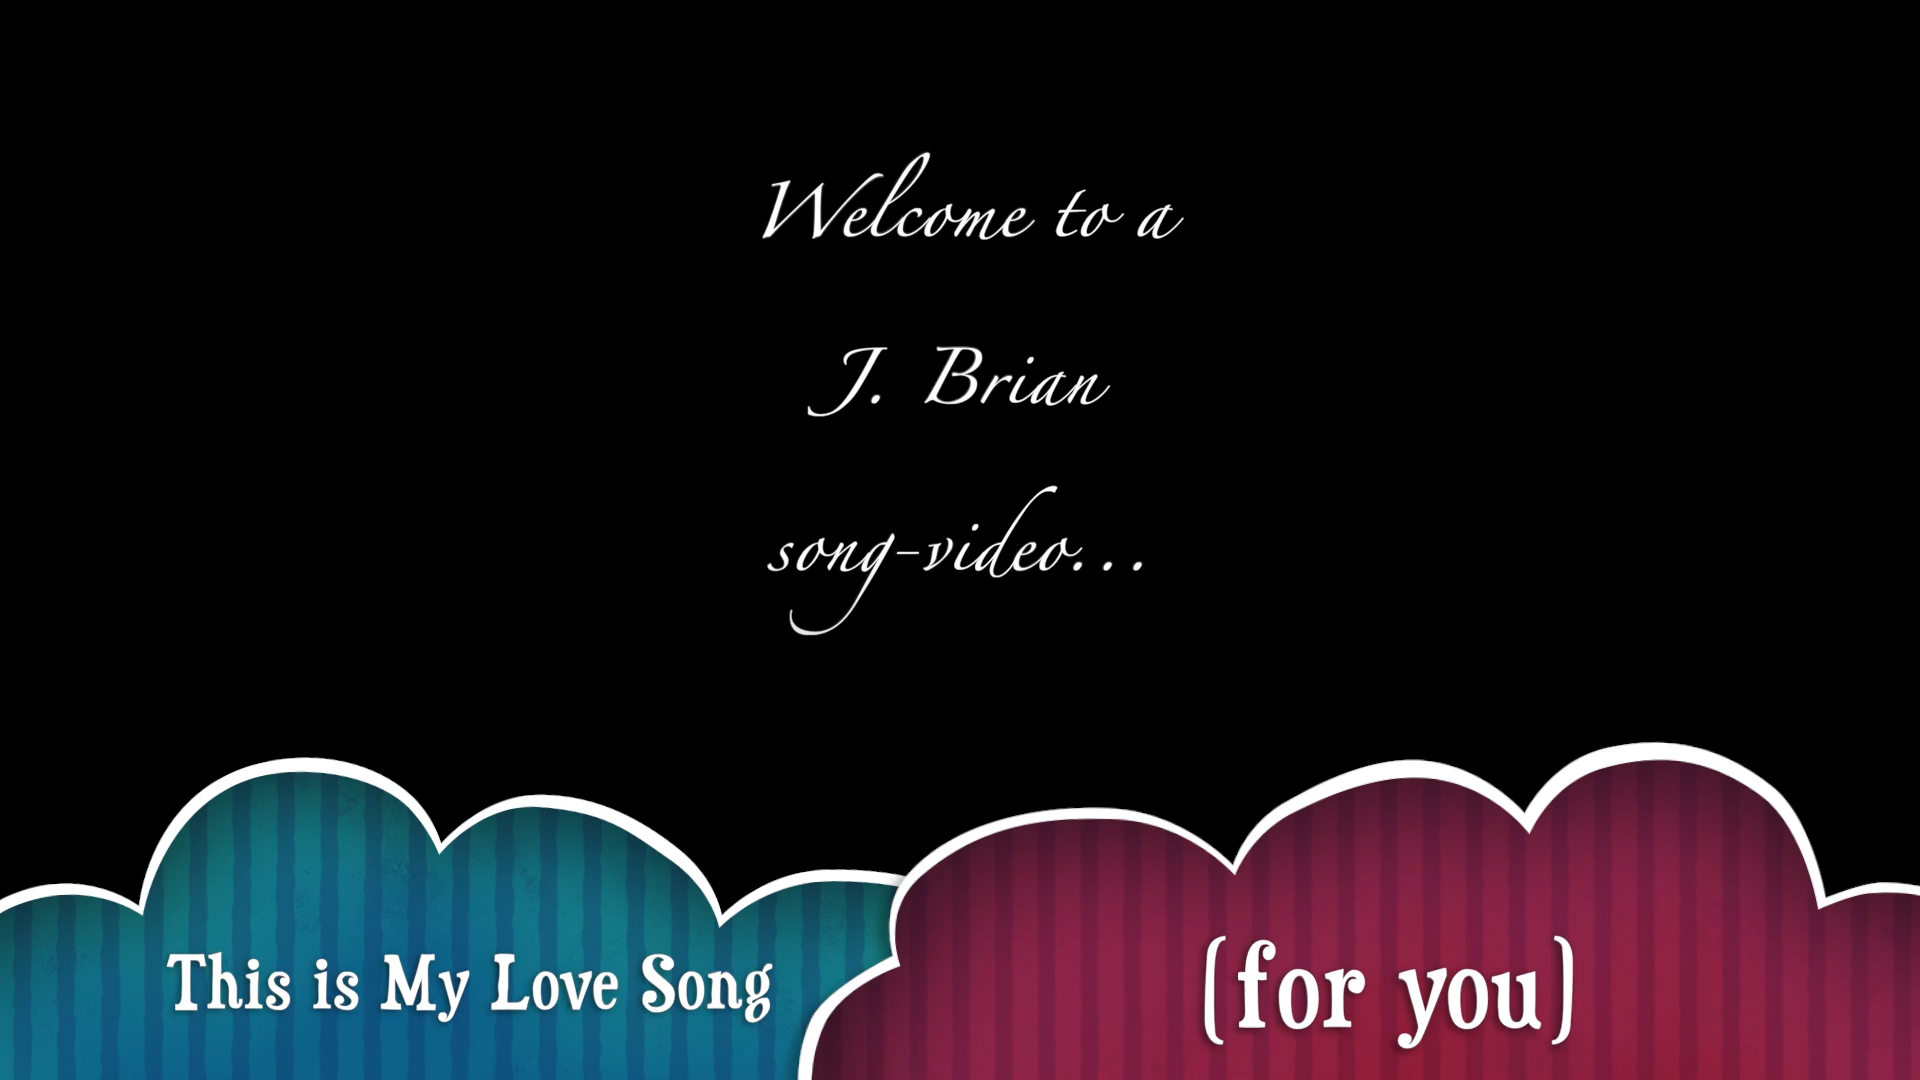 Welcome to a
J. Brian
song-video...
This is My Love Song
(for you)